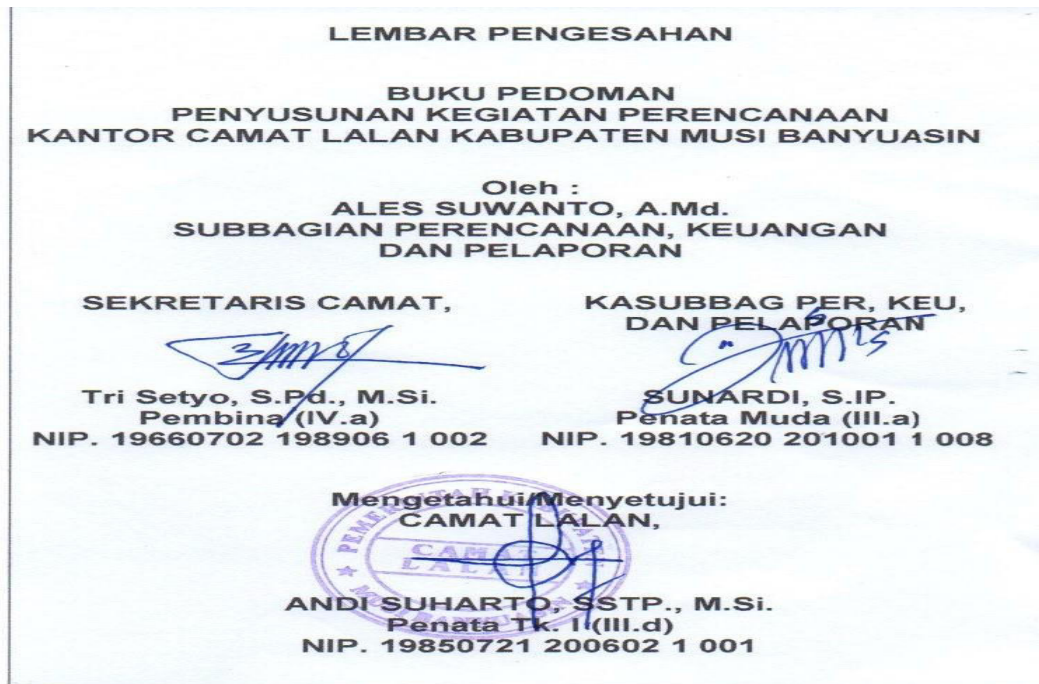 LEMBAR PENGESAHAN
BUKU PEDOMAN
PENYUSUNAN KEGIATAN PERENCANAAN
KANTOR CAMAT LALAN KABUPATEN MUSI BANYUASIN
Oleh :
ALES SUWANTO, A.Md.
SUBBAGIAN PERENCANAAN, KEUANGAN
DAN PELAPORAN
SEKRETARIS CAMAT,
Tri Setyo, S.Pd., M.Si.
Pembina (IV.a)
NIP. 19660702 198906 1 002
KASUBBAG PER, KEU,
DAN PELAPORAN
SUNARDI, S.IP.
Penata Muda (III.a)
NIP. 19810620 201001 1 008
Mengetahui/Menyetujui:
CAMAT LALAN,
CAMAT
LALAN
ANDI SUHARTO, SSTP., M.Si.
Penata Tk. I (III.d)
NIP. 19850721 200602 1 001